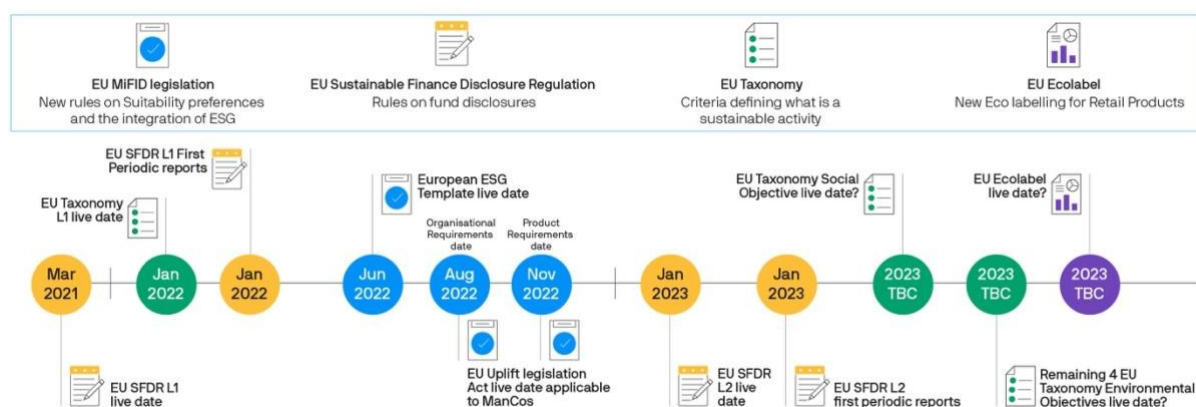 EU MiFID legislation
New rules on Suitability preferences
and the integration of ESG
EU Sustainable Finance Disclosure Regulation
Rules on fund disclosures
EU Taxonomy
Criteria defining what is a
sustainable activity
EU Ecolabel
New Eco labelling for Retail Products
EU SFDR L1 First
Periodic reports
EU Taxonomy
L1 live date
European ESG
Template live date
Organisational
Requirements
date
Product
Requirements
date
EU Taxonomy Social
Objective live date?
EU Ecolabel
live date?
Mar
2021
Jan
2022
Jan
2022
Jun
2022
Aug
2022
Nov
2022
Jan
2023
Jan
2023
2023
TBC
2023
TBC
2023
TBC
EU SFDR L1
live date
EU Uplift legislation
Act live date applicable
to ManCos
EU SFDR
L2 live
date
EU SFDR L2
first periodic reports
Remaining 4 EU
Taxonomy Environmental
Objectives live date?